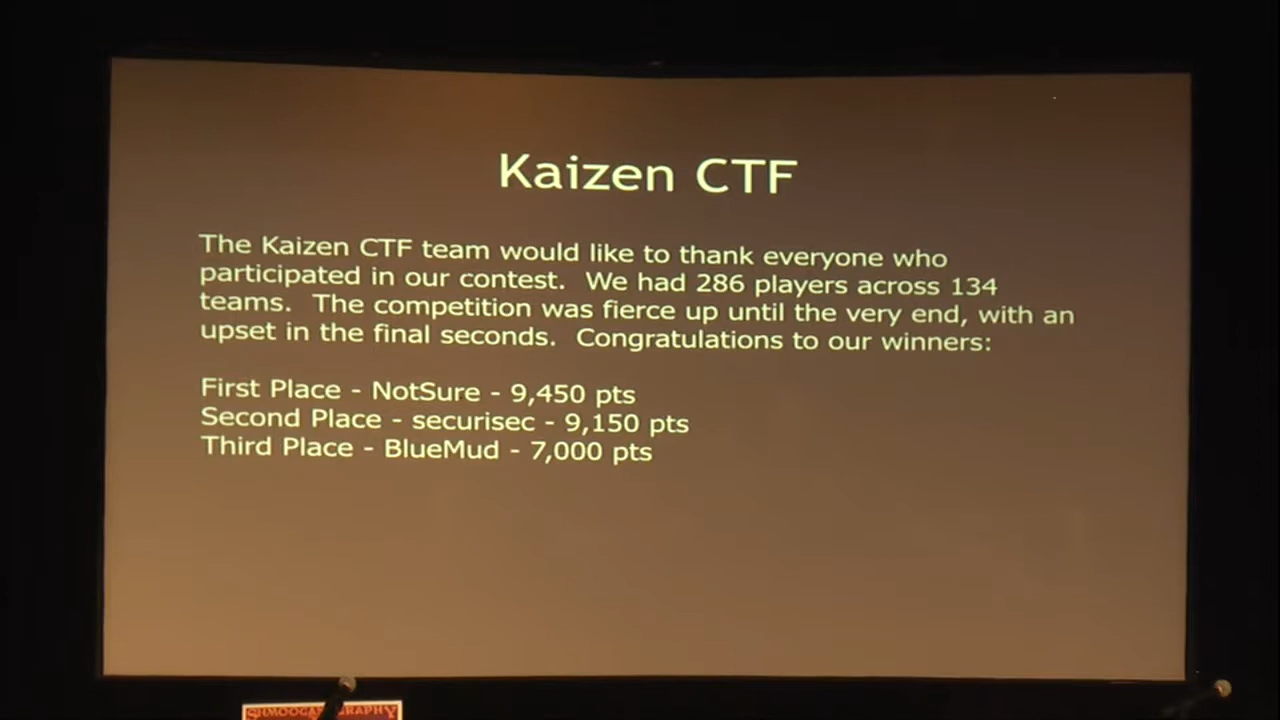 Kaizen CTF
The Kaizen CTF team would like to thank everyone who
participated in our contest. We had 286 players across 134
teams. The competition was fierce up until the very end, with an
upset in the final seconds. Congratulations to our winners:
First Place - NotSure - 9,450 pts
Second Place - securisec - 9,150 pts
Third Place - BlueMud - 7,000 pts